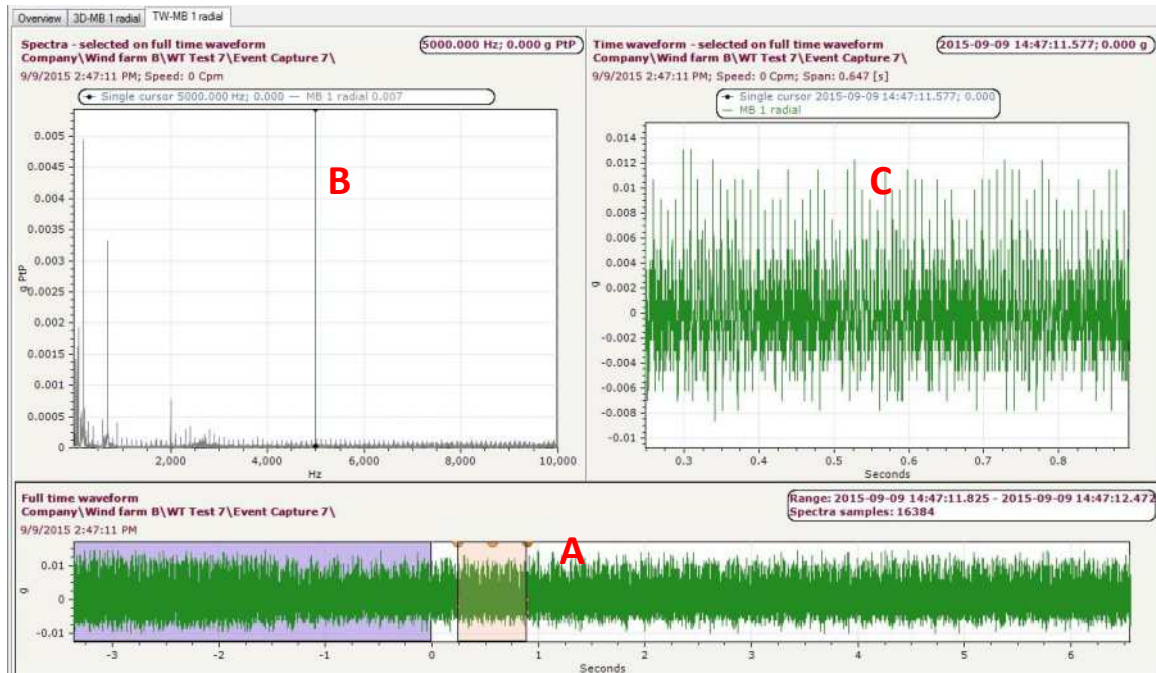 Overview 3D-MB 1 radial TW-MB 1 radial
Spectra - selected on full time waveform
5000.000 Hz; 0.000 g PtP
Company\Wind farm B\WT Test 7\Event Capture 7\
9/9/2015 2:47:11 PM; Speed: 0 Cpm
Single cursor 5000.000 Hz; 0.000 — MB 1 radial 0.007
B
g PtP
0.005
0.0045
0.004
0.0035
0.003
0.0025
0.002
0.0015
0.001
0.0005
0
2,000 4,000 6,000 8,000 10,000
Hz
Time waveform - selected on full time waveform
2015-09-09 14:47:11.577; 0.000 g
Company\Wind farm B\WT Test 7\Event Capture 7\
9/9/2015 2:47:11 PM; Speed: 0 Cpm; Span: 0.647 [s]
Single cursor 2015-09-09 14:47:11.577; 0.000
MB 1 radial
C
g
0.014
0.012
0.01
0.008
0.006
0.004
0.002
0
-0.002
-0.004
-0.006
-0.008
-0.01
0.3 0.4 0.5 0.6 0.7 0.8
Seconds
Full time waveform
Range: 2015-09-09 14:47:11.825 - 2015-09-09 14:47:12.472
Spectra samples: 16384
Company\Wind farm B\WT Test 7\Event Capture 7\
9/9/2015 2:47:11 PM
A
g
0.01
0
-0.01
-3 -2 -1 0 1 2 3 4 5 6
Seconds